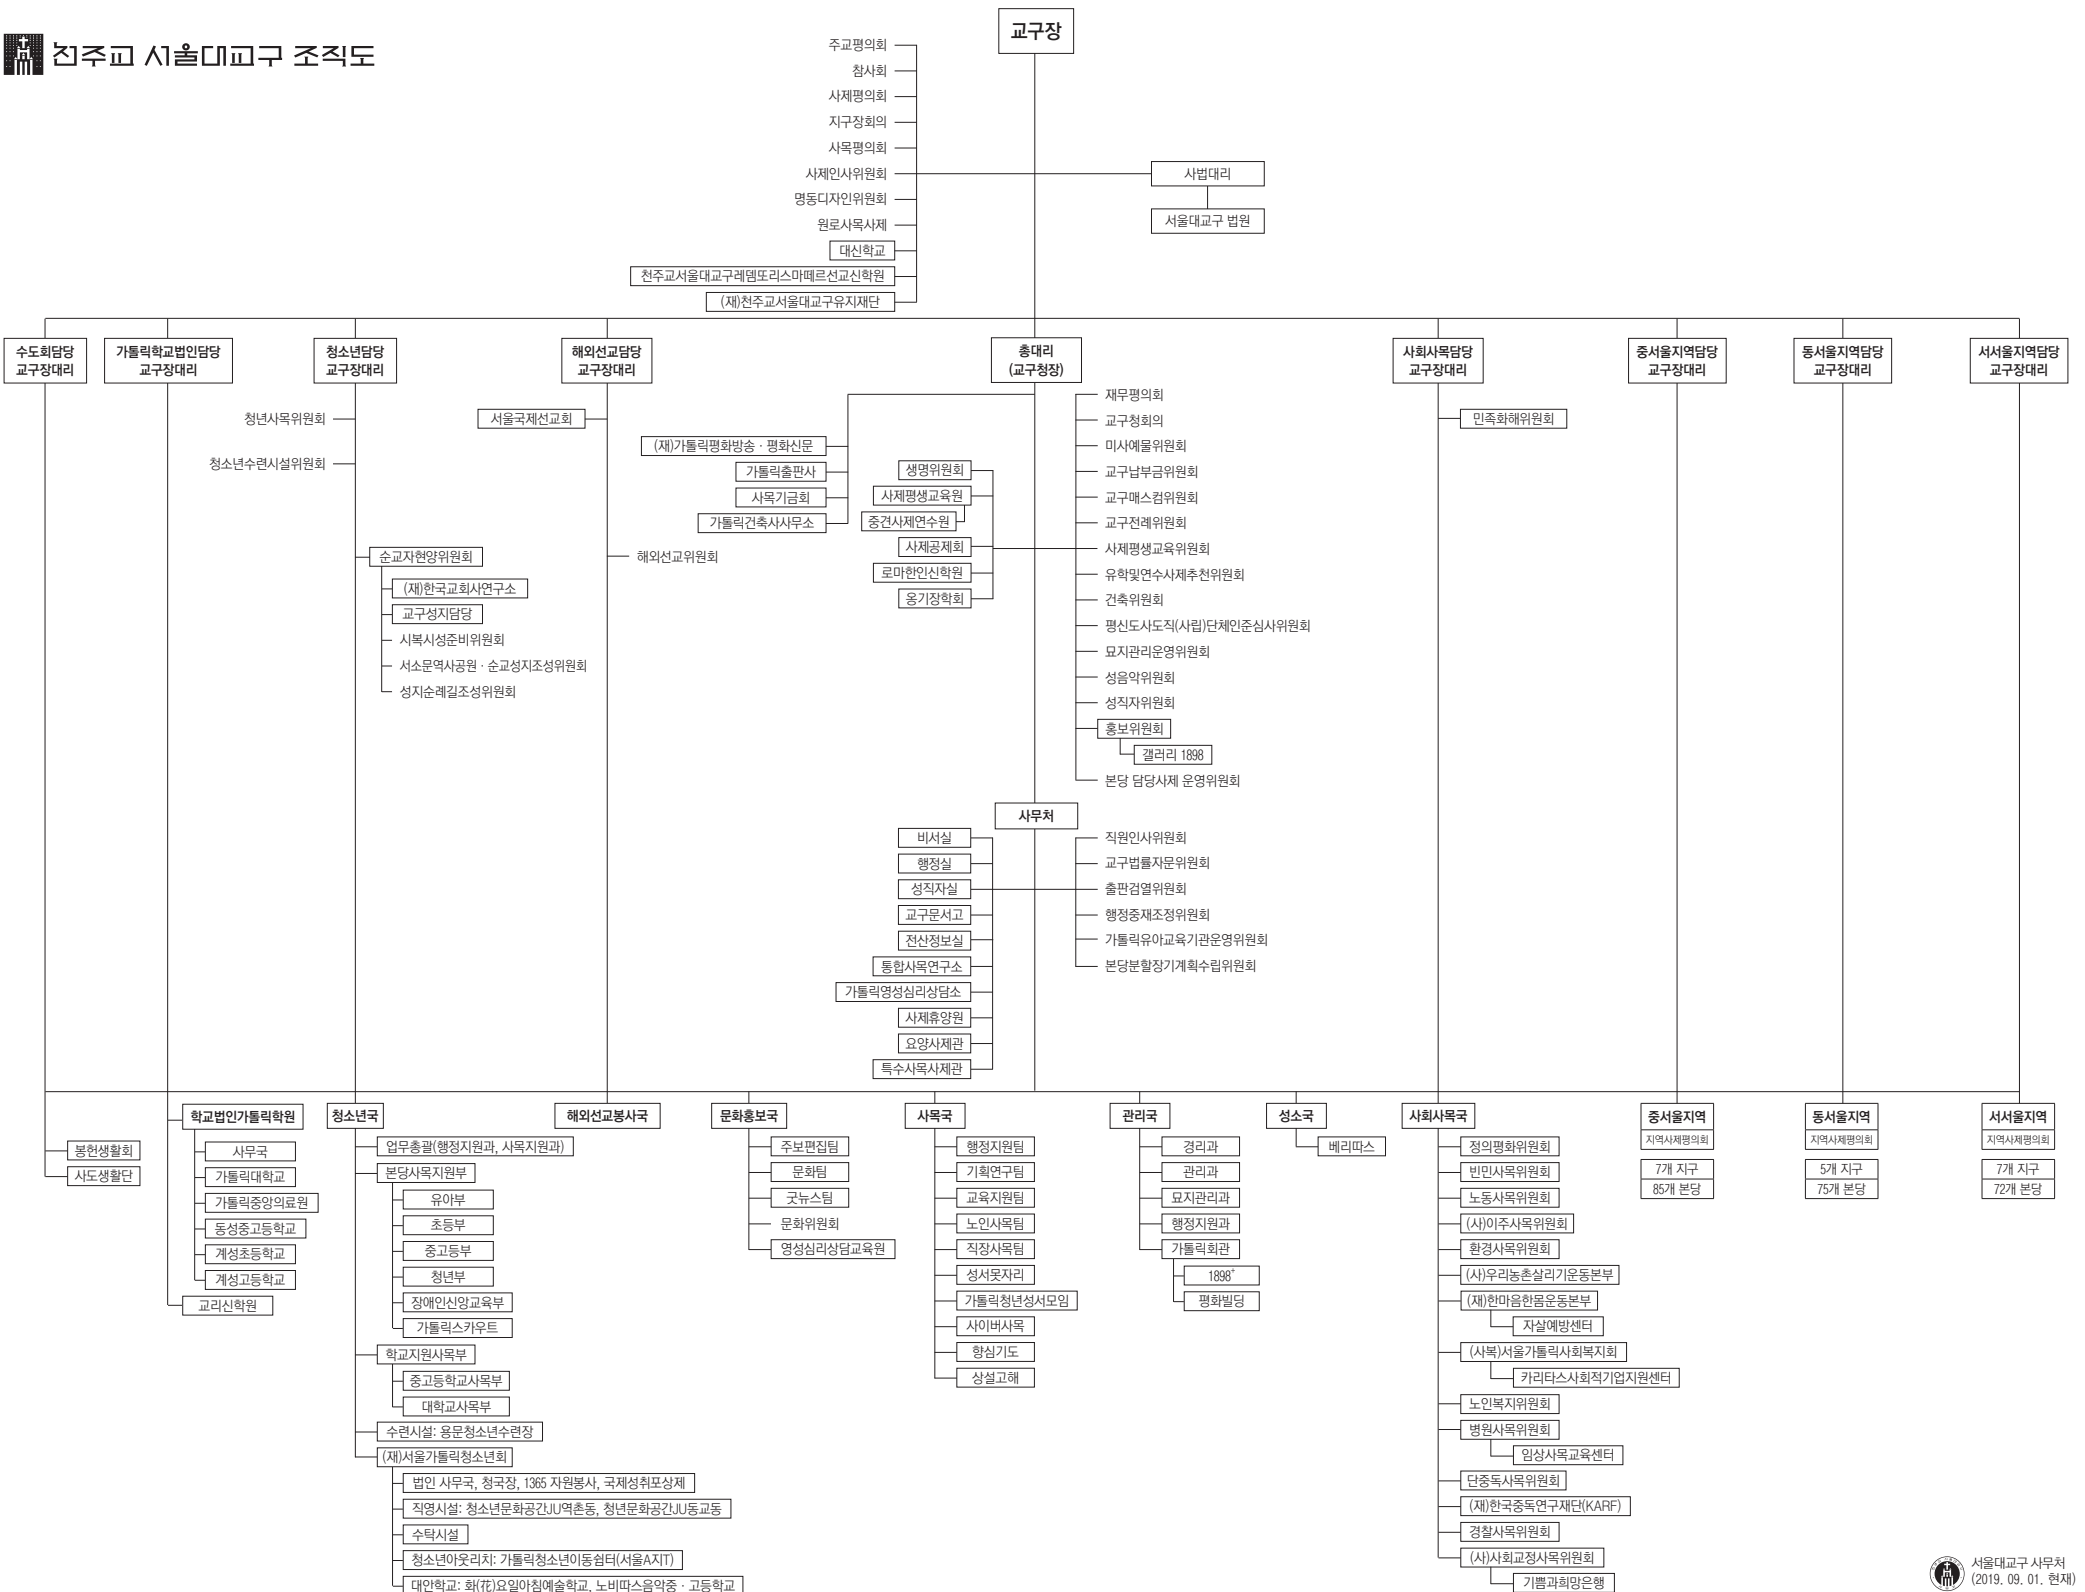 천주교 서울대교구 조직도
교구장
주교평의회
참사회
사제평의회
지구장회의
사목평의회
사제인사위원회
명동디자인위원회
원로사목사제
대신학교
천주교서울대교구레뎀또리스마떼르선교신학원
(재)천주교서울대교구유지재단
사법대리
서울대교구 법원
수도회담당
교구장대리
가톨릭학교법인담당
교구장대리
청소년담당
교구장대리
해외선교담당
교구장대리
총대리
(교구청장)
사회사목담당
교구장대리
중서울지역담당
교구장대리
동서울지역담당
교구장대리
서서울지역담당
교구장대리
청년사목위원회
청소년수련시설위원회
순교자현양위원회
(재)한국교회사연구소
교구성지담당
시복시성준비위원회
서소문역사공원 · 순교성지조성위원회
성지순례길조성위원회
서울국제선교회
해외선교위원회
(재)가톨릭평화방송 · 평화신문
가톨릭출판사
사목기금회
가톨릭건축사사무소
생명위원회
사제평생교육원
중견사제연수원
사제공제회
로마한인신학원
옹기장학회
재무평의회
교구청회의
미사예물위원회
교구납부금위원회
교구매스컴위원회
교구전례위원회
사제평생교육위원회
유학및연수사제추천위원회
건축위원회
평신도사도직(사립)단체인준심사위원회
묘지관리운영위원회
성음악위원회
성직자위원회
홍보위원회
갤러리 1898
본당 담당사제 운영위원회
민족화해위원회
사무처
비서실
행정실
성직자실
교구문서고
전산정보실
통합사목연구소
가톨릭영성심리상담소
사제휴양원
요양사제관
특수사목사제관
직원인사위원회
교구법률자문위원회
출판검열위원회
행정중재조정위원회
가톨릭유아교육기관운영위원회
본당분할장기계획수립위원회
봉헌생활회
사도생활단
학교법인가톨릭학원
사무국
가톨릭대학교
가톨릭중앙의료원
동성중고등학교
계성초등학교
계성고등학교
교리신학원
청소년국
업무총괄(행정지원과, 사목지원과)
본당사목지원부
유아부
초등부
중고등부
청년부
장애인신앙교육부
가톨릭스카우트
학교지원사목부
중고등학교사목부
대학교사목부
수련시설: 용문청소년수련장
(재)서울가톨릭청소년회
법인 사무국, 청국장, 1365 자원봉사, 국제성취포상제
직영시설: 청소년문화공간JU역촌동, 청년문화공간JU동교동
수탁시설
청소년아웃리치: 가톨릭청소년이동쉼터(서울A지T)
대안학교: 화(花)요일아침예술학교, 노비따스음악중 · 고등학교
해외선교봉사국
문화홍보국
주보편집팀
문화팀
굿뉴스팀
문화위원회
영성심리상담교육원
사목국
행정지원팀
기획연구팀
교육지원팀
노인사목팀
직장사목팀
성서못자리
가톨릭청년성서모임
사이버사목
향심기도
상설고해
관리국
경리과
관리과
묘지관리과
행정지원과
가톨릭회관
1898+
평화빌딩
성소국
베리따스
사회사목국
정의평화위원회
빈민사목위원회
노동사목위원회
(사)이주사목위원회
환경사목위원회
(사)우리농촌살리기운동본부
(재)한마음한몸운동본부
자살예방센터
(사복)서울가톨릭사회복지회
카리타스사회적기업지원센터
노인복지위원회
병원사목위원회
임상사목교육센터
단중독사목위원회
(재)한국중독연구재단(KARF)
경찰사목위원회
(사)사회교정사목위원회
기쁨과희망은행
중서울지역
지역사제평의회
7개 지구
85개 본당
동서울지역
지역사제평의회
5개 지구
75개 본당
서서울지역
지역사제평의회
7개 지구
72개 본당
서울대교구 사무처
(2019. 09. 01. 현재)